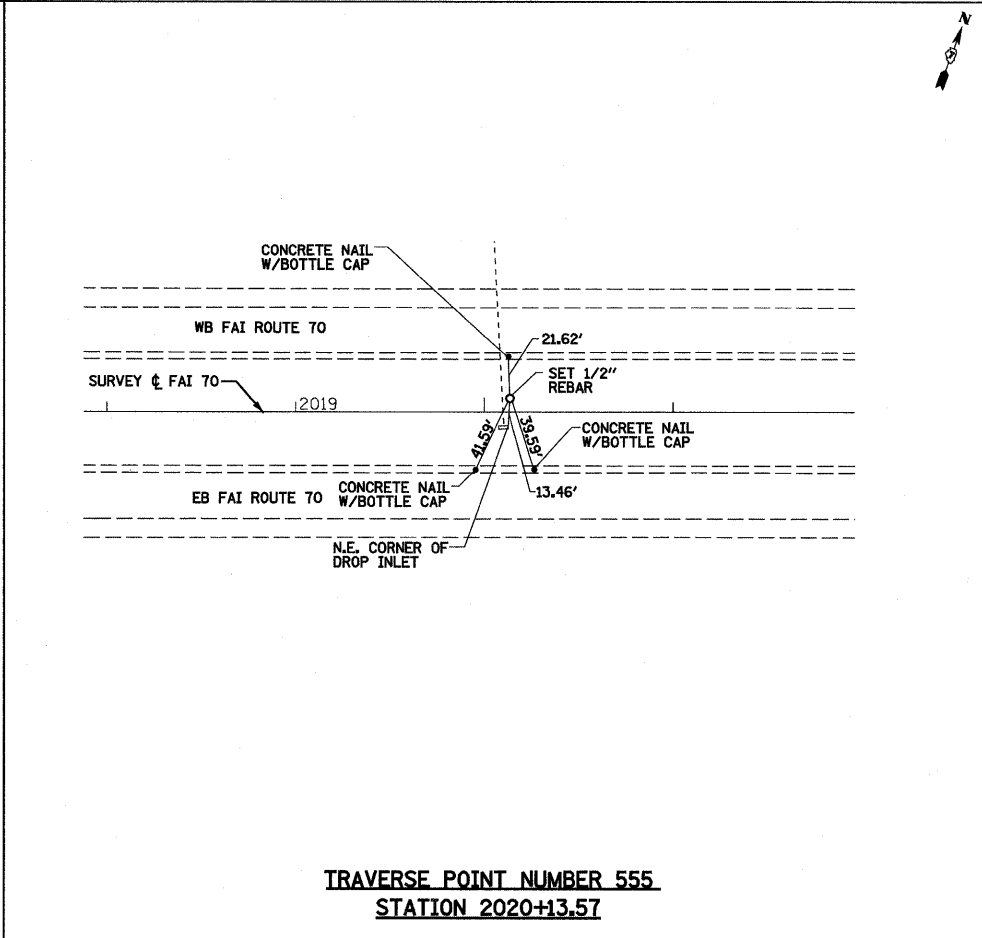 N
CONCRETE NAIL
W/BOTTLE CAP
WB FAI ROUTE 70
21.62'
SURVEY ℄ FAI 70
SET 1/2"
REBAR
2019
41.59'
39.59'
CONCRETE NAIL
W/BOTTLE CAP
EB FAI ROUTE 70
CONCRETE NAIL
W/BOTTLE CAP
13.46'
N.E. CORNER OF
DROP INLET
TRAVERSE POINT NUMBER 555
STATION 2020+13.57